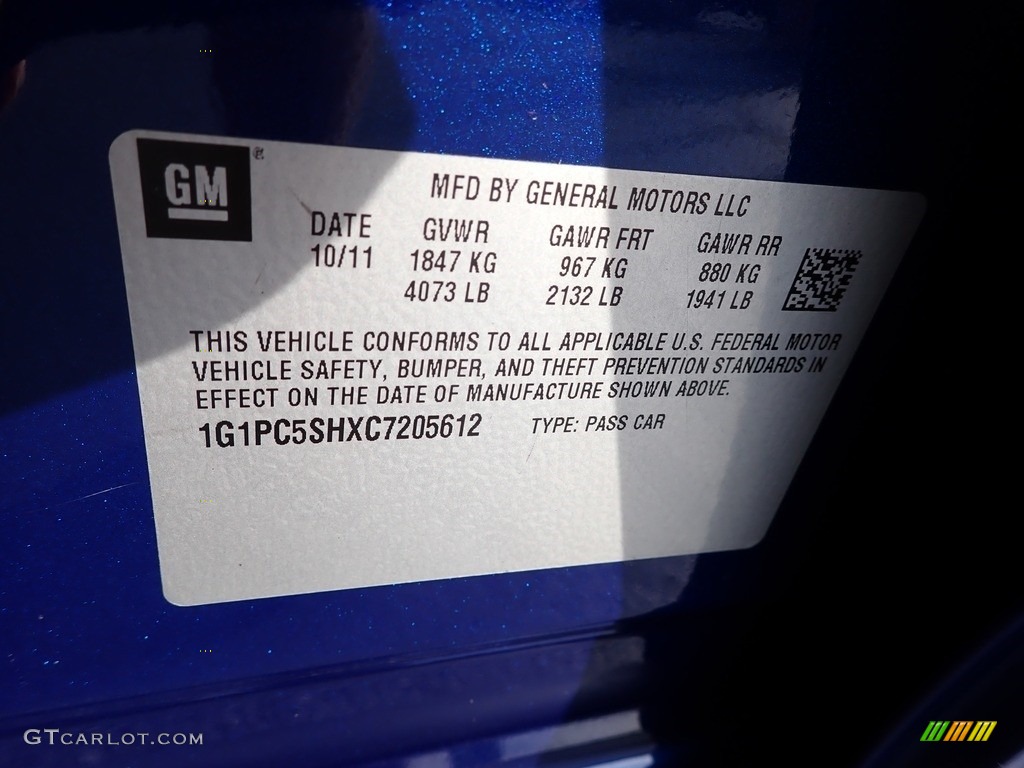 GM®
MFD BY GENERAL MOTORS LLC
DATE GVWR GAWR FRT GAWR RR
10/11 1847 KG 967 KG 880 KG
4073 LB 2132 LB 1941 LB
THIS VEHICLE CONFORMS TO ALL APPLICABLE U.S. FEDERAL MOTOR
VEHICLE SAFETY, BUMPER, AND THEFT PREVENTION STANDARDS IN
EFFECT ON THE DATE OF MANUFACTURE SHOWN ABOVE.
1G1PC5SHXC7205612 TYPE: PASS CAR
GTCARLOT.COM